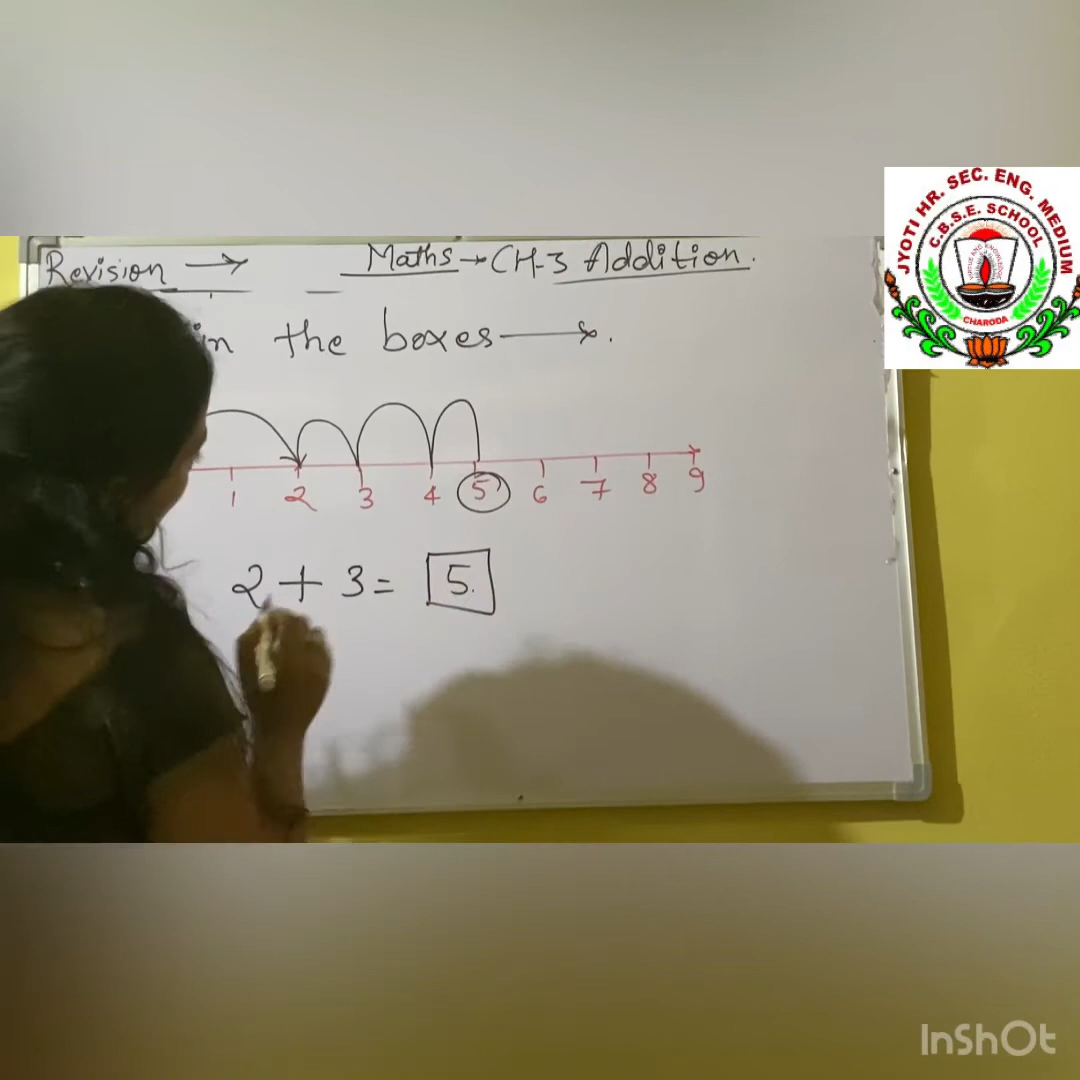 Revision → Maths → CH-3 Addition.
in the boxes →.
1 2 3 4 5 6 7 8 9
2 + 3 = 5.
JYOTI HR. SEC. ENG. MEDIUM
C.B.S.E. SCHOOL
CHARODA
InShOt